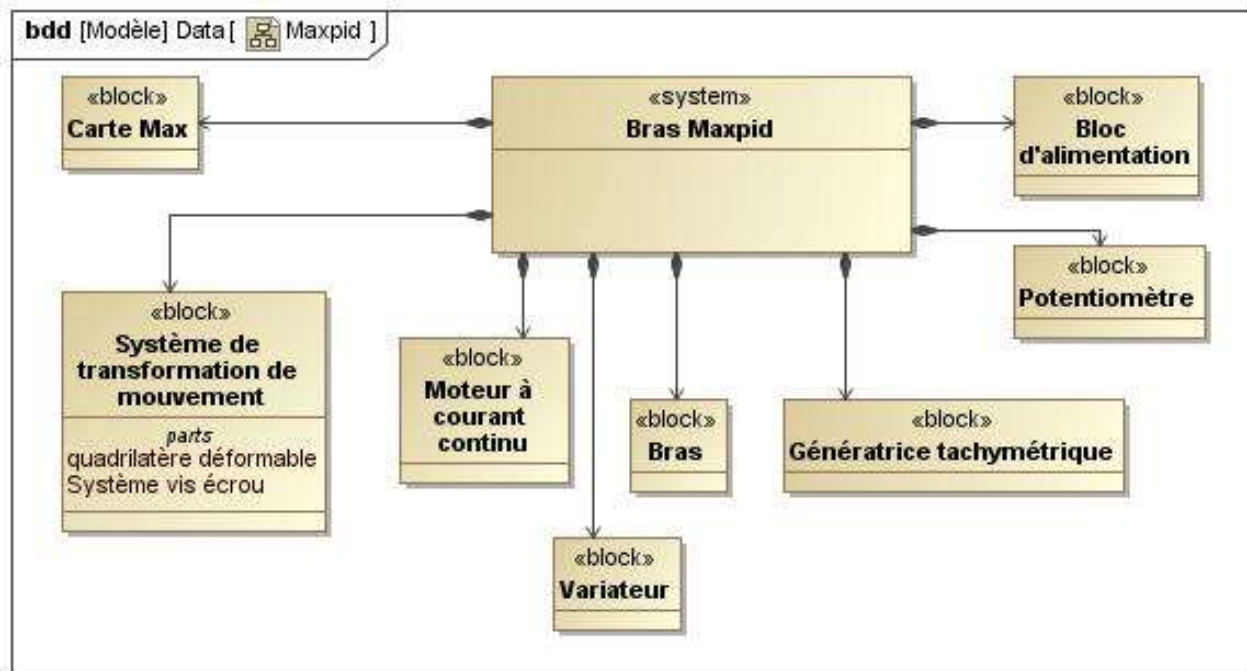 bdd [Modèle] Data [ Maxpid ]
«block»
Carte Max
«system»
Bras Maxpid
«block»
Bloc
d'alimentation
«block»
Potentiomètre
«block»
Système de
transformation de
mouvement
parts
quadrilatère déformable
Système vis écrou
«block»
Moteur à
courant
continu
«block»
Bras
«block»
Génératrice tachymétrique
«block»
Variateur